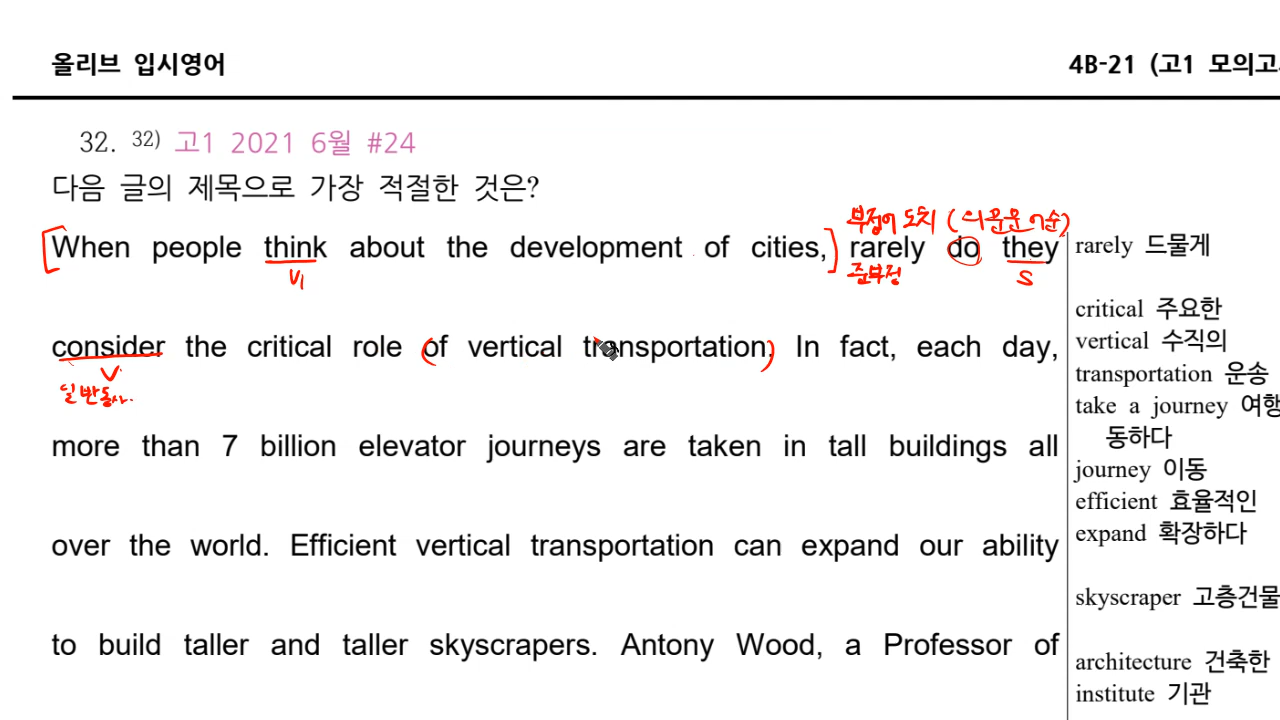 올리브 입시영어
4B-21 (고1 모의고
32. 32) 고1 2021 6월 #24
다음 글의 제목으로 가장 적절한 것은?
부정어 도치 (의문문어순)
When people think about the development of cities, rarely do they
V₁ 준부정 S
consider the critical role of vertical transportation. In fact, each day,
V
일반동사
more than 7 billion elevator journeys are taken in tall buildings all
over the world. Efficient vertical transportation can expand our ability
to build taller and taller skyscrapers. Antony Wood, a Professor of
rarely 드물게
critical 주요한
vertical 수직의
transportation 운송
take a journey 여행
동하다
journey 이동
efficient 효율적인
expand 확장하다
skyscraper 고층건물
architecture 건축한
institute 기관